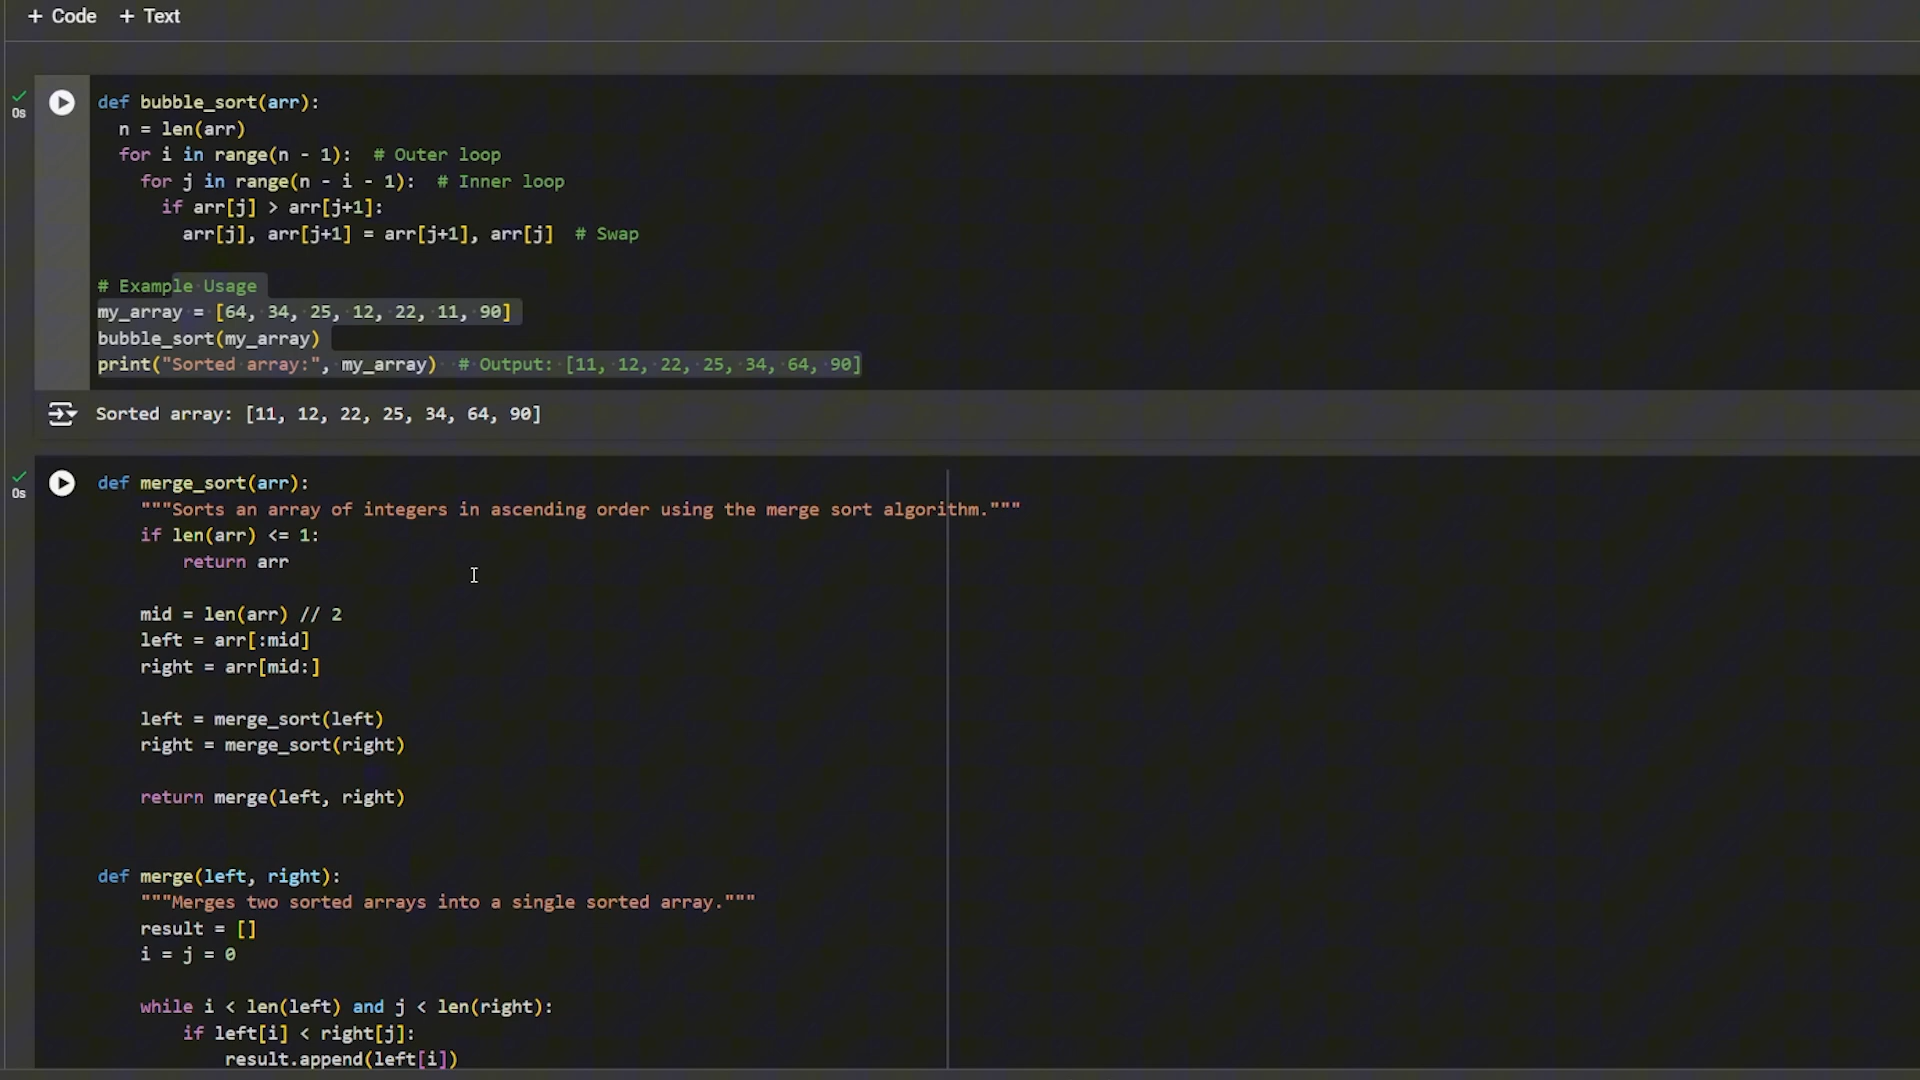 + Code + Text
0s
def bubble_sort(arr):
  n = len(arr)
  for i in range(n - 1):  # Outer loop
    for j in range(n - i - 1):  # Inner loop
      if arr[j] > arr[j+1]:
        arr[j], arr[j+1] = arr[j+1], arr[j]  # Swap
# Example Usage
my_array = [64, 34, 25, 12, 22, 11, 90]
bubble_sort(my_array)
print("Sorted array:", my_array)  # Output: [11, 12, 22, 25, 34, 64, 90]
Sorted array: [11, 12, 22, 25, 34, 64, 90]
0s
def merge_sort(arr):
    """Sorts an array of integers in ascending order using the merge sort algorithm."""
    if len(arr) <= 1:
        return arr
    mid = len(arr) // 2
    left = arr[:mid]
    right = arr[mid:]
    left = merge_sort(left)
    right = merge_sort(right)
    return merge(left, right)
def merge(left, right):
    """Merges two sorted arrays into a single sorted array."""
    result = []
    i = j = 0
    while i < len(left) and j < len(right):
        if left[i] < right[j]:
            result.append(left[i])